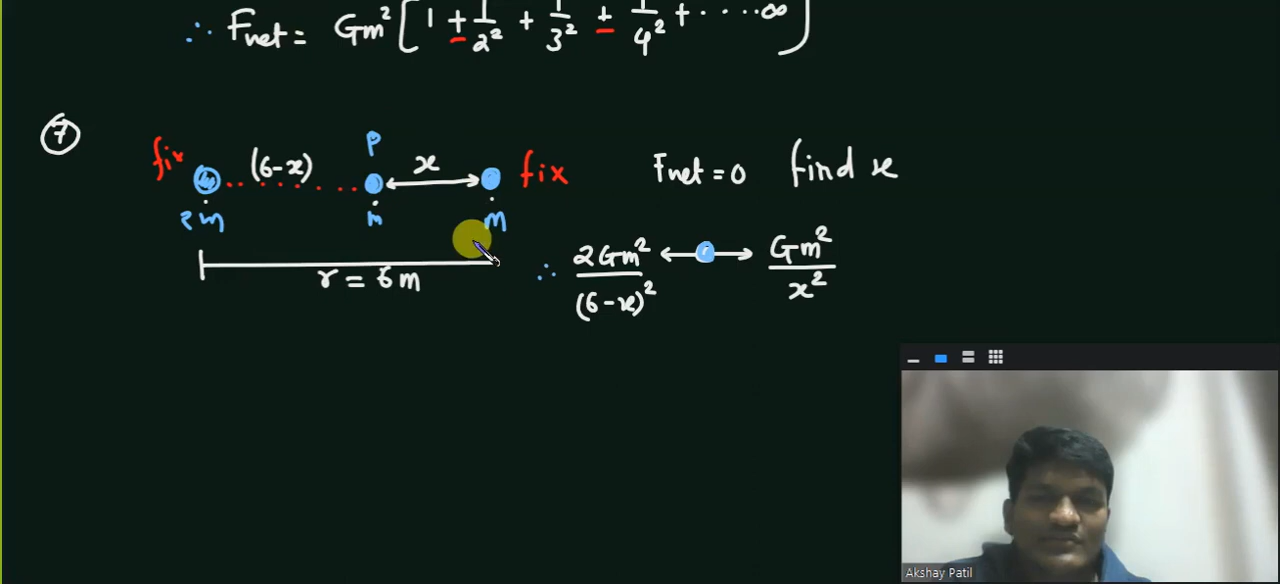 ∴ Fnet = Gm² [ 1 + 1/2² + 1/3² + 1/4² + ....∞ ]
⑦
fix (6-x) P x fix Fnet = 0 find x
2m m m
r = 6m ∴ 2Gm²/(6-x)² ←→ Gm²/x²
Akshay Patil